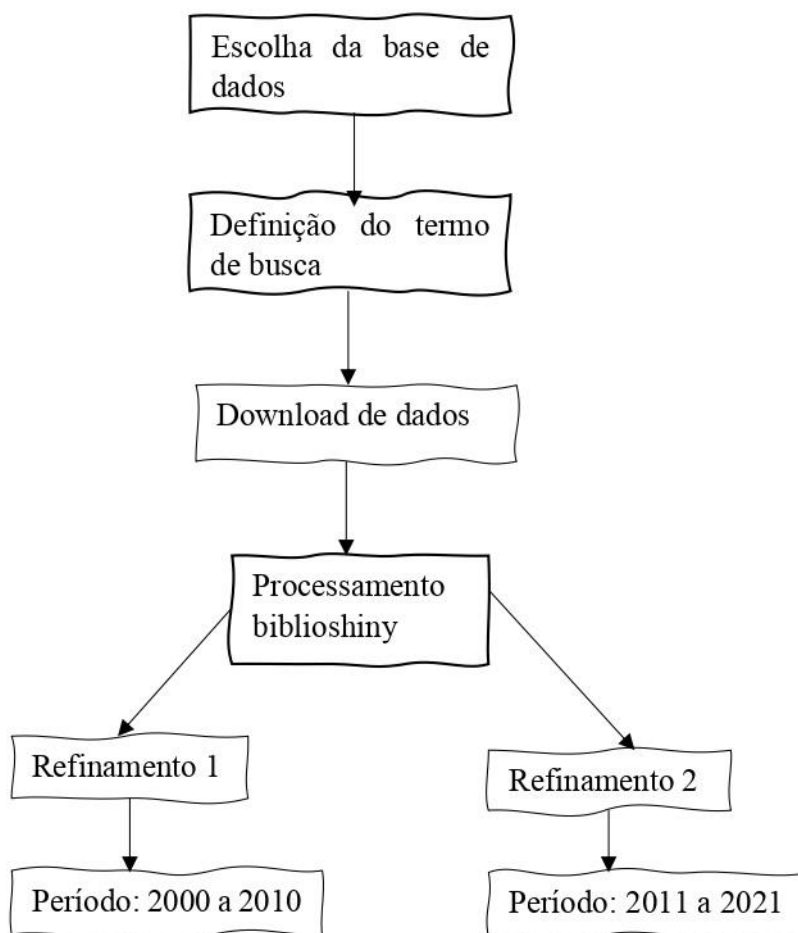 Escolha da base de
dados
Definição do termo
de busca
Download de dados
Processamento
biblioshiny
Refinamento 1
Refinamento 2
Período: 2000 a 2010
Período: 2011 a 2021